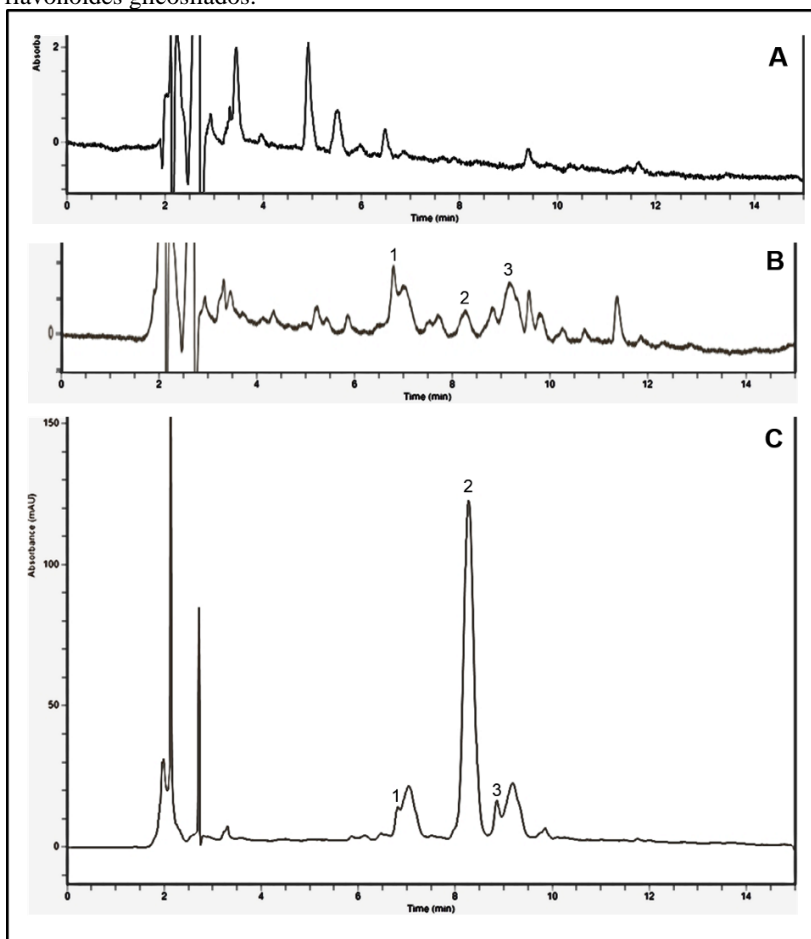 flavonoides glicosilados.
Absorba
A
2
0
0 2 4 6 8 10 12 14
Time (min)
B
1 2 3
0
0 2 4 6 8 10 12 14
Time (min)
C
150
100
50
0
Absorbance (mAU)
1 2 3
0 2 4 6 8 10 12 14
Time (min)